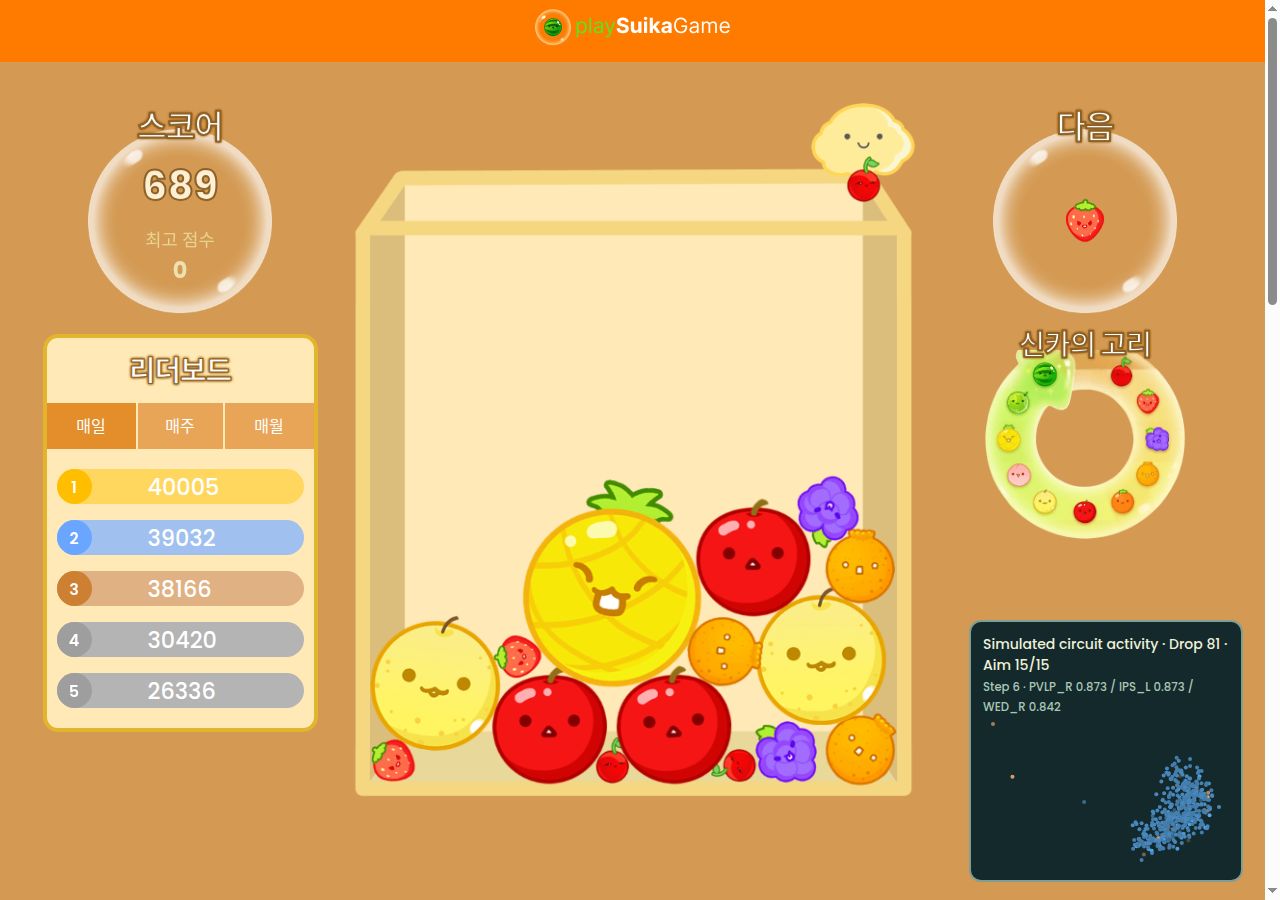 playSuikaGame
스코어
689
최고 점수
0
다음
리더보드
매일
매주
매월
1 40005
2 39032
3 38166
4 30420
5 26336
신카의 고리
Simulated circuit activity · Drop 81 ·
Aim 15/15
Step 6 · PVLP_R 0.873 / IPS_L 0.873 /
WED_R 0.842